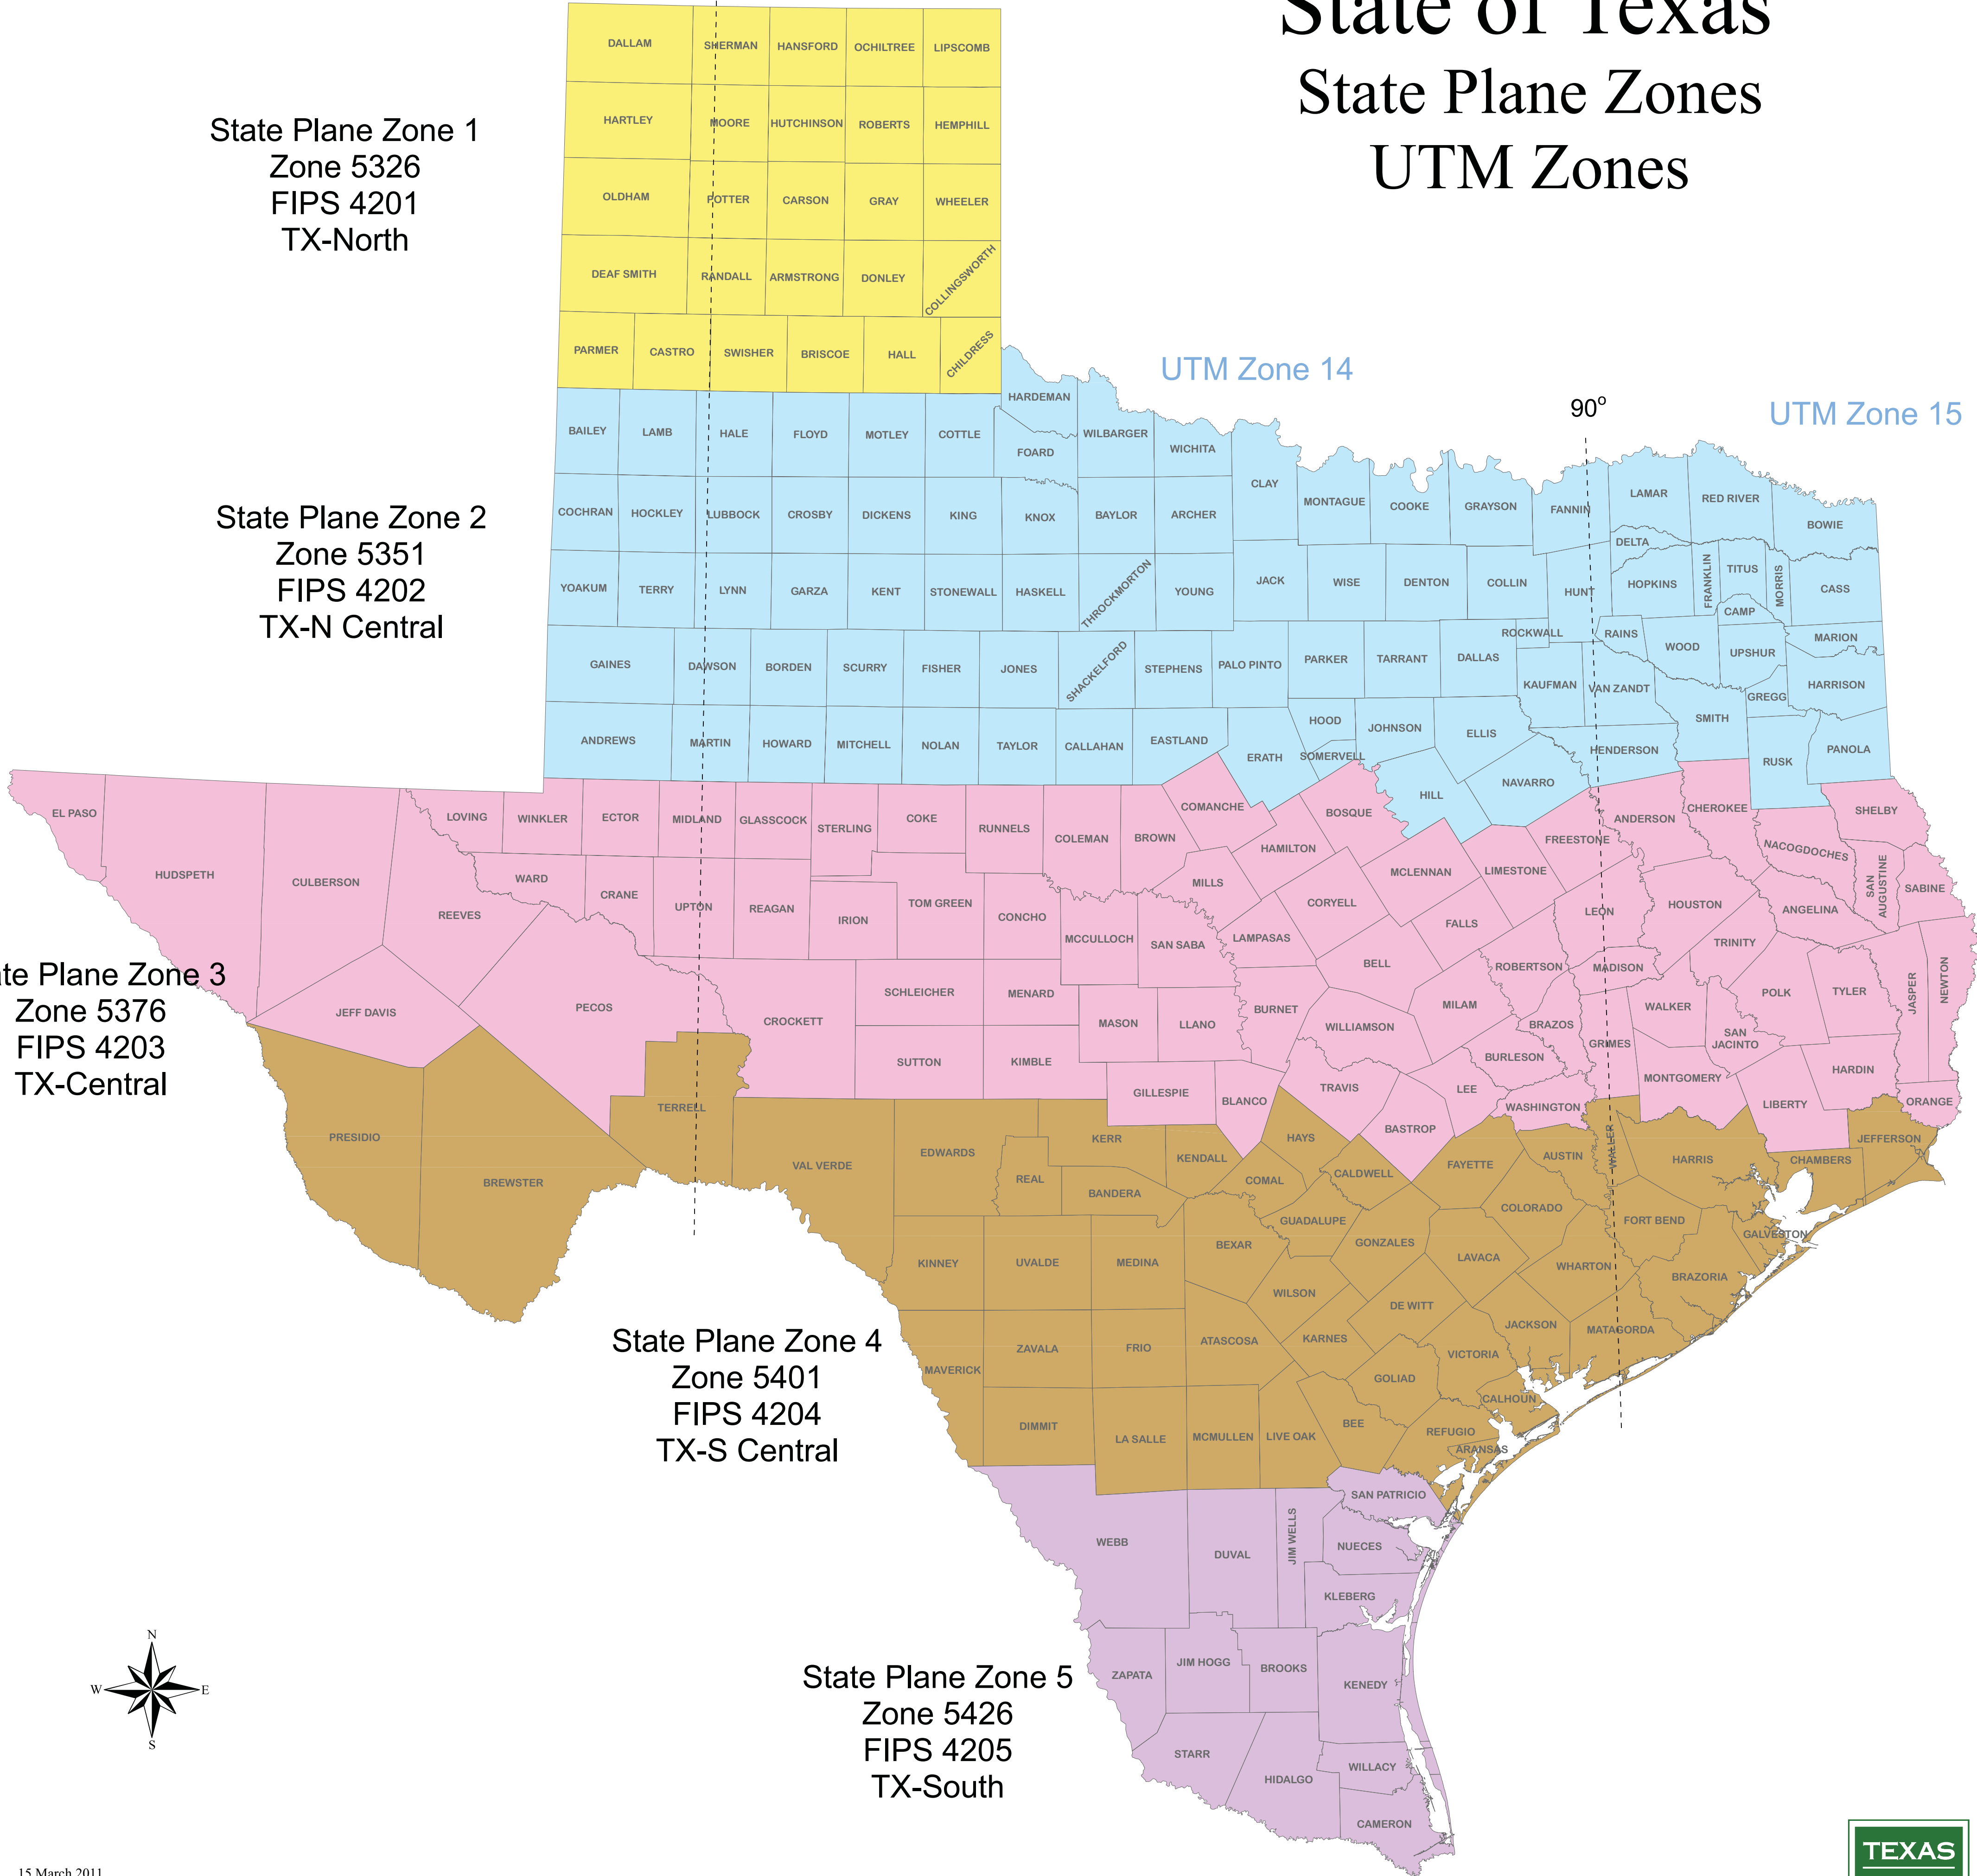 State of Texas
State Plane Zones
UTM Zones
State Plane Zone 1
Zone 5326
FIPS 4201
TX-North
DALLAM
SHERMAN
HANSFORD
OCHILTREE
LIPSCOMB
HARTLEY
MOORE
HUTCHINSON
ROBERTS
HEMPHILL
OLDHAM
POTTER
CARSON
GRAY
WHEELER
DEAF SMITH
RANDALL
ARMSTRONG
DONLEY
COLLINGSWORTH
PARMER
CASTRO
SWISHER
BRISCOE
HALL
CHILDRESS
UTM Zone 14
90o
UTM Zone 15
State Plane Zone 2
Zone 5351
FIPS 4202
TX-N Central
BAILEY
LAMB
HALE
FLOYD
MOTLEY
COTTLE
HARDEMAN
FOARD
WILBARGER
WICHITA
CLAY
MONTAGUE
COOKE
GRAYSON
FANNIN
LAMAR
RED RIVER
BOWIE
COCHRAN
HOCKLEY
LUBBOCK
CROSBY
DICKENS
KING
KNOX
BAYLOR
ARCHER
DELTA
YOAKUM
TERRY
LYNN
GARZA
KENT
STONEWALL
HASKELL
THROCKMORTON
YOUNG
JACK
WISE
DENTON
COLLIN
HUNT
HOPKINS
FRANKLIN
TITUS
MORRIS
CASS
CAMP
GAINES
DAWSON
BORDEN
SCURRY
FISHER
JONES
SHACKELFORD
STEPHENS
PALO PINTO
PARKER
TARRANT
DALLAS
ROCKWALL
RAINS
WOOD
UPSHUR
MARION
KAUFMAN
VAN ZANDT
GREGG
HARRISON
ANDREWS
MARTIN
HOWARD
MITCHELL
NOLAN
TAYLOR
CALLAHAN
EASTLAND
ERATH
HOOD
SOMERVELL
JOHNSON
ELLIS
HENDERSON
SMITH
RUSK
PANOLA
HILL
NAVARRO
te Plane Zone 3
Zone 5376
FIPS 4203
TX-Central
EL PASO
HUDSPETH
CULBERSON
REEVES
LOVING
WINKLER
ECTOR
MIDLAND
GLASSCOCK
STERLING
COKE
RUNNELS
COLEMAN
BROWN
COMANCHE
HAMILTON
BOSQUE
MCLENNAN
LIMESTONE
FREESTONE
ANDERSON
CHEROKEE
NACOGDOCHES
SHELBY
SAN
AUGUSTINE
SABINE
WARD
CRANE
UPTON
REAGAN
IRION
TOM GREEN
CONCHO
MCCULLOCH
SAN SABA
MILLS
LAMPASAS
CORYELL
BELL
FALLS
LEON
HOUSTON
ANGELINA
TRINITY
ROBERTSON
MADISON
JEFF DAVIS
PECOS
CROCKETT
SCHLEICHER
MENARD
MASON
LLANO
BURNET
WILLIAMSON
MILAM
BRAZOS
GRIMES
WALKER
SAN
JACINTO
POLK
TYLER
JASPER
NEWTON
SUTTON
KIMBLE
GILLESPIE
BLANCO
TRAVIS
BASTROP
LEE
BURLESON
WASHINGTON
MONTGOMERY
LIBERTY
HARDIN
ORANGE
State Plane Zone 4
Zone 5401
FIPS 4204
TX-S Central
PRESIDIO
BREWSTER
TERRELL
VAL VERDE
EDWARDS
KERR
REAL
BANDERA
KENDALL
COMAL
HAYS
CALDWELL
GUADALUPE
FAYETTE
AUSTIN
WALLER
HARRIS
CHAMBERS
JEFFERSON
KINNEY
UVALDE
MEDINA
BEXAR
WILSON
GONZALES
LAVACA
COLORADO
WHARTON
FORT BEND
GALVESTON
BRAZORIA
MAVERICK
ZAVALA
FRIO
ATASCOSA
KARNES
DE WITT
JACKSON
MATAGORDA
VICTORIA
GOLIAD
CALHOUN
DIMMIT
LA SALLE
MCMULLEN
LIVE OAK
BEE
REFUGIO
ARANSAS
State Plane Zone 5
Zone 5426
FIPS 4205
TX-South
WEBB
DUVAL
JIM WELLS
SAN PATRICIO
NUECES
KLEBERG
ZAPATA
JIM HOGG
BROOKS
KENEDY
STARR
HIDALGO
WILLACY
CAMERON
N
W
E
S
15 March 2011
TEXAS